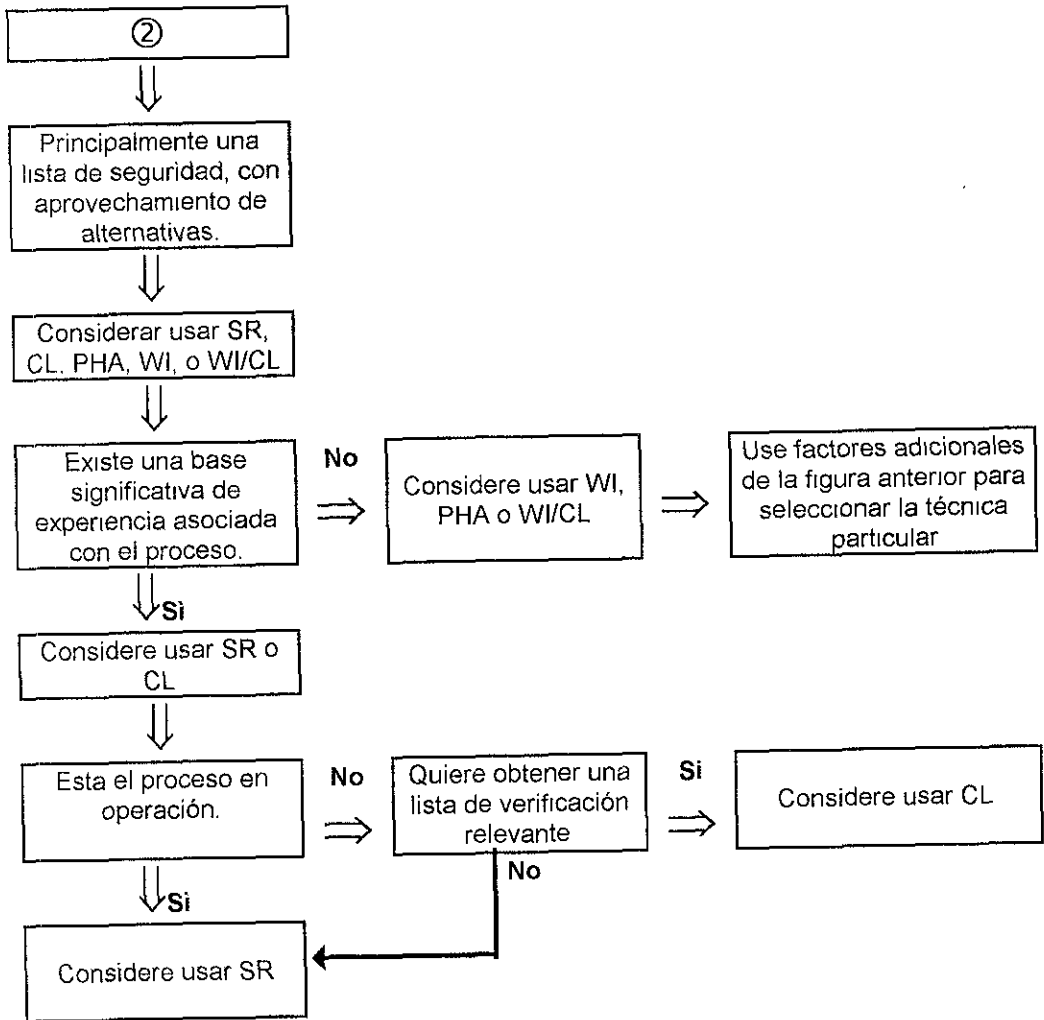 ②
Principalmente una
lista de seguridad, con
aprovechamiento de
alternativas.
Considerar usar SR,
CL. PHA, WI, o WI/CL
Existe una base
significativa de
experiencia asociada
con el proceso.
No
Considere usar WI,
PHA o WI/CL
Use factores adicionales
de la figura anterior para
seleccionar la técnica
particular
Sì
Considere usar SR o
CL
Esta el proceso en
operación.
No
Quiere obtener una
lista de verificación
relevante
Si
Considere usar CL
No
Sì
Considere usar SR